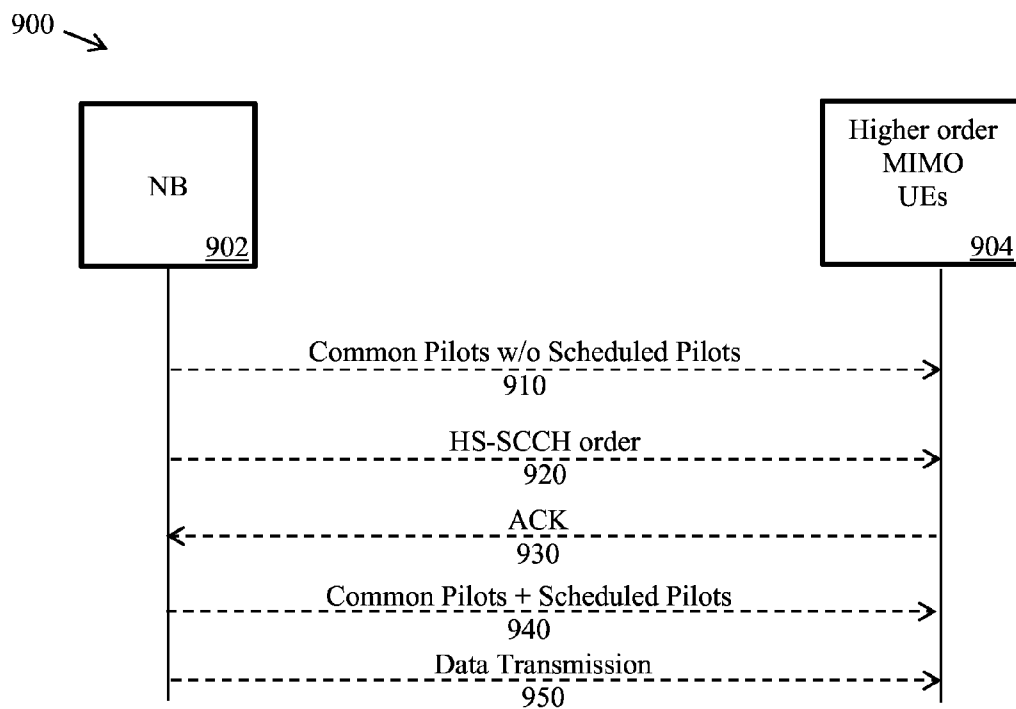 900
NB
902
Higher order
MIMO
UEs
904
Common Pilots w/o Scheduled Pilots
910
HS-SCCH order
920
ACK
930
Common Pilots + Scheduled Pilots
940
Data Transmission
950